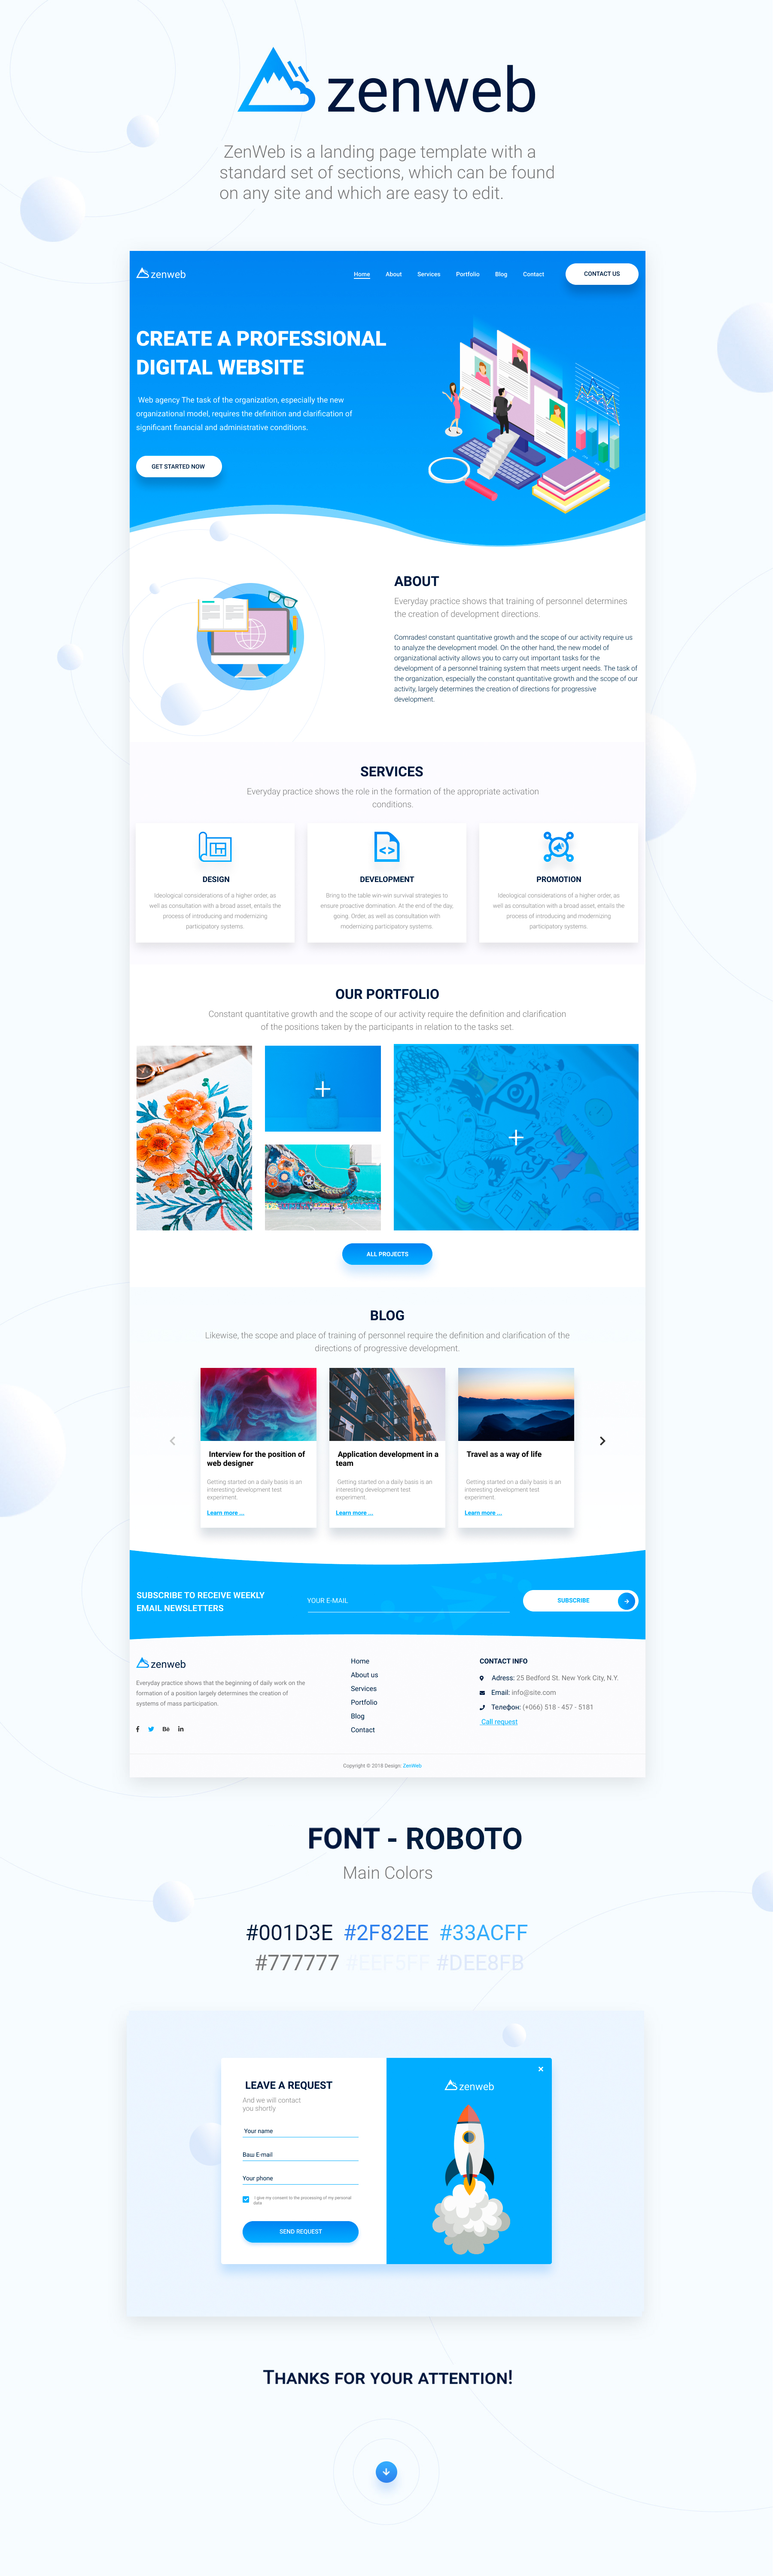 zenweb
ZenWeb is a landing page template with a
standard set of sections, which can be found
on any site and which are easy to edit.
zenweb
Home
About
Services
Portfolio
Blog
Contact
CONTACT US
CREATE A PROFESSIONAL
DIGITAL WEBSITE
Web agency The task of the organization, especially the new
organizational model, requires the definition and clarification of
significant financial and administrative conditions.
GET STARTED NOW
ABOUT
Everyday practice shows that training of personnel determines
the creation of development directions.
Comrades! constant quantitative growth and the scope of our activity require us
to analyze the development model. On the other hand, the new model of
organizational activity allows you to carry out important tasks for the
development of a personnel training system that meets urgent needs. The task of
the organization, especially the constant quantitative growth and the scope of our
activity, largely determines the creation of directions for progressive
development.
SERVICES
Everyday practice shows the role in the formation of the appropriate activation
conditions.
DESIGN
Ideological considerations of a higher order, as
well as consultation with a broad asset, entails the
process of introducing and modernizing
participatory systems.
DEVELOPMENT
Bring to the table win-win survival strategies to
ensure proactive domination. At the end of the day,
going. Order, as well as consultation with
modernizing participatory systems.
PROMOTION
Ideological considerations of a higher order, as
well as consultation with a broad asset, entails the
process of introducing and modernizing
participatory systems.
OUR PORTFOLIO
Constant quantitative growth and the scope of our activity require the definition and clarification
of the positions taken by the participants in relation to the tasks set.
ALL PROJECTS
BLOG
Likewise, the scope and place of training of personnel require the definition and clarification of the
directions of progressive development.
Interview for the position of
web designer
Getting started on a daily basis is an
interesting development test
experiment.
Learn more ...
Application development in a
team
Getting started on a daily basis is an
interesting development test
experiment.
Learn more ...
Travel as a way of life
Getting started on a daily basis is an
interesting development test
experiment.
Learn more ...
SUBSCRIBE TO RECEIVE WEEKLY
EMAIL NEWSLETTERS
YOUR E-MAIL
SUBSCRIBE
zenweb
Everyday practice shows that the beginning of daily work on the
formation of a position largely determines the creation of
systems of mass participation.
Bē
in
Home
About us
Services
Portfolio
Blog
Contact
CONTACT INFO
Adress: 25 Bedford St. New York City, N.Y.
Email: info@site.com
Телефон: (+066) 518 - 457 - 5181
Call request
Copyright © 2018 Design: ZenWeb
FONT - ROBOTO
Main Colors
#001D3E #2F82EE #33ACFF
#777777 #EEF5FF #DEE8FB
LEAVE A REQUEST
And we will contact
you shortly
Your name
Ваш E-mail
Your phone
I give my consent to the processing of my personal
data
SEND REQUEST
zenweb
THANKS FOR YOUR ATTENTION!